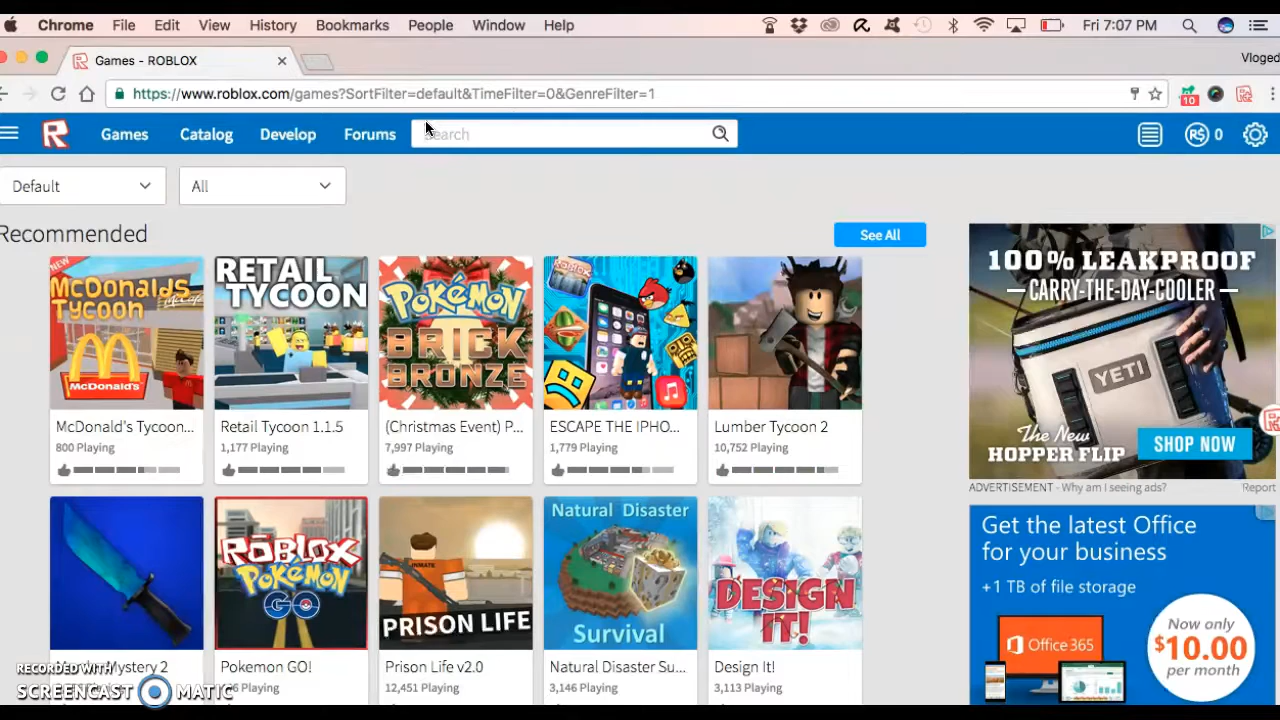 Chrome File Edit View History Bookmarks People Window Help Fri 7:07 PM
Games - ROBLOX Vloged
https://www.roblox.com/games?SortFilter=default&TimeFilter=0&GenreFilter=1 10
R Games Catalog Develop Forums Search R$ 0
Default All
Recommended See All
NEW
McDONALDS
TYCOON
McDonald's
RETAIL
TYCOON
POKéMON
BRICK
BRONZE
ROBLOX
McDonald's Tycoon...
800 Playing
Retail Tycoon 1.1.5
1,177 Playing
(Christmas Event) P...
7,997 Playing
ESCAPE THE IPHO...
1,779 Playing
Lumber Tycoon 2
10,752 Playing
ROBLOX
POKéMON
GO
INMATE
PRISON LIFE
Natural Disaster
Survival
DESIGN
IT!
Mystery 2
Pokemon GO!
Playing
Prison Life v2.0
12,451 Playing
Natural Disaster Su...
3,146 Playing
Design It!
3,113 Playing
100% LEAKPROOF
CARRY-THE-DAY-COOLER
YETI
The New
HOPPER FLIP
SHOP NOW
ADVERTISEMENT - Why am I seeing ads? Report
Get the latest Office
for your business
+1 TB of file storage
Office 365
Now only
$10.00
per month
RECORDED WITH
SCREENCAST MATIC